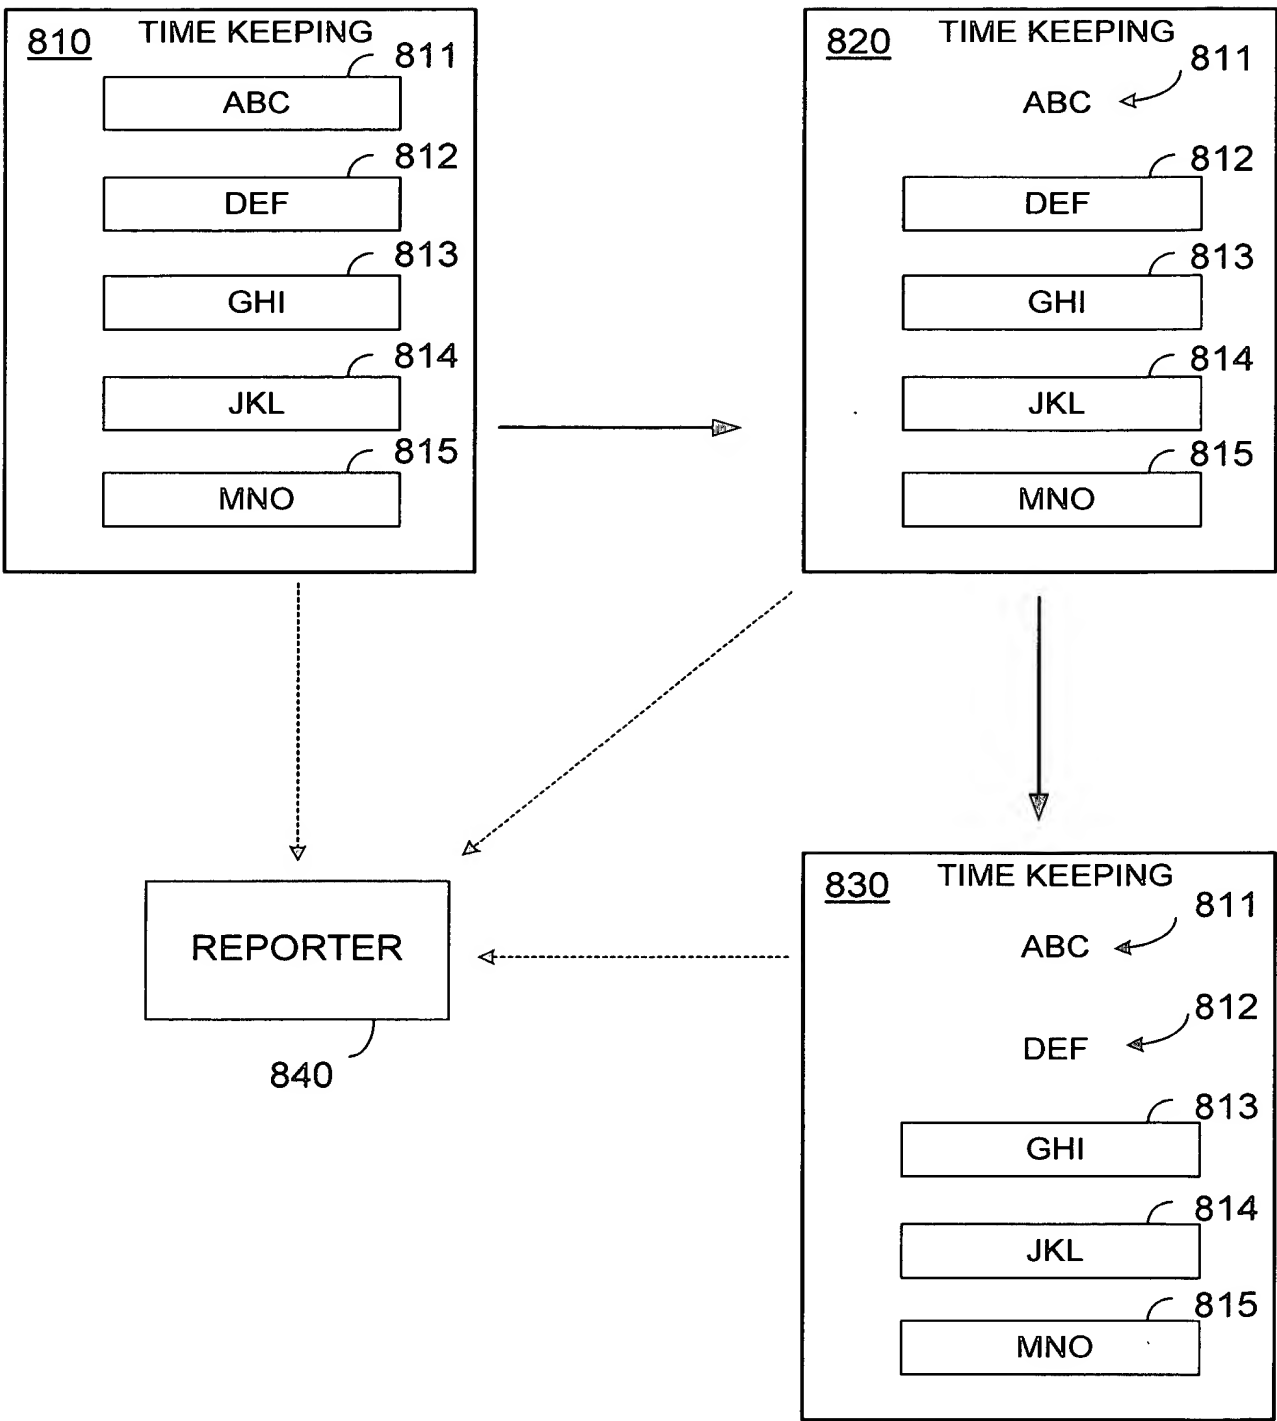 810
TIME KEEPING
811
ABC
812
DEF
813
GHI
814
JKL
815
MNO
820
TIME KEEPING
811
ABC
812
DEF
813
GHI
814
JKL
815
MNO
REPORTER
840
830
TIME KEEPING
811
ABC
812
DEF
813
GHI
814
JKL
815
MNO